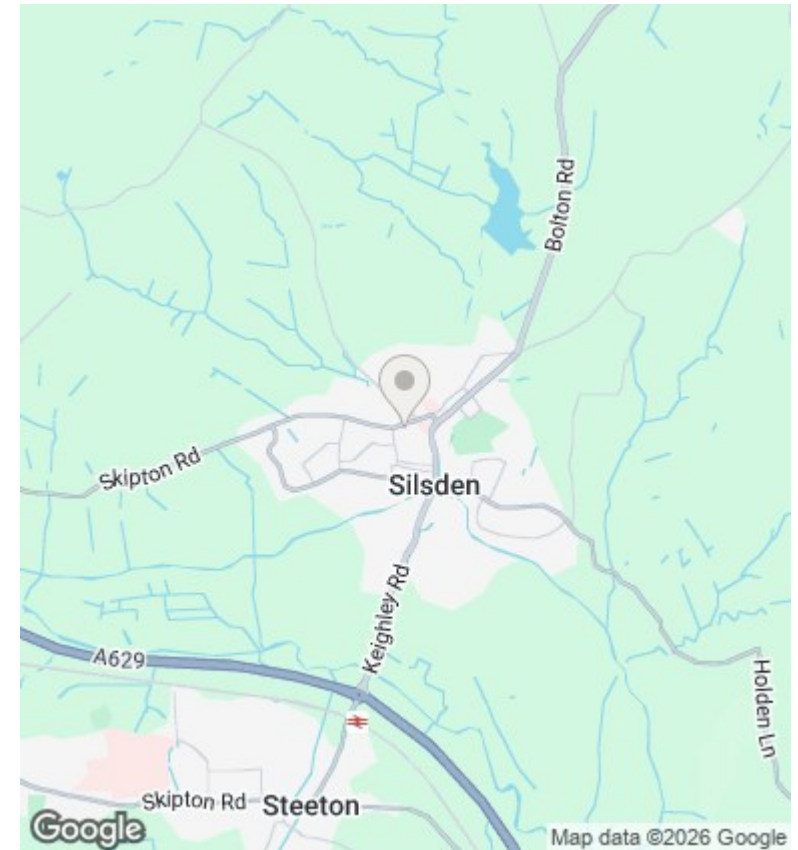 Bolton Rd
Skipton Rd
Silsden
Keighley Rd
A629
Holden Ln
Skipton Rd
Steeton
Google
Map data ©2026 Google